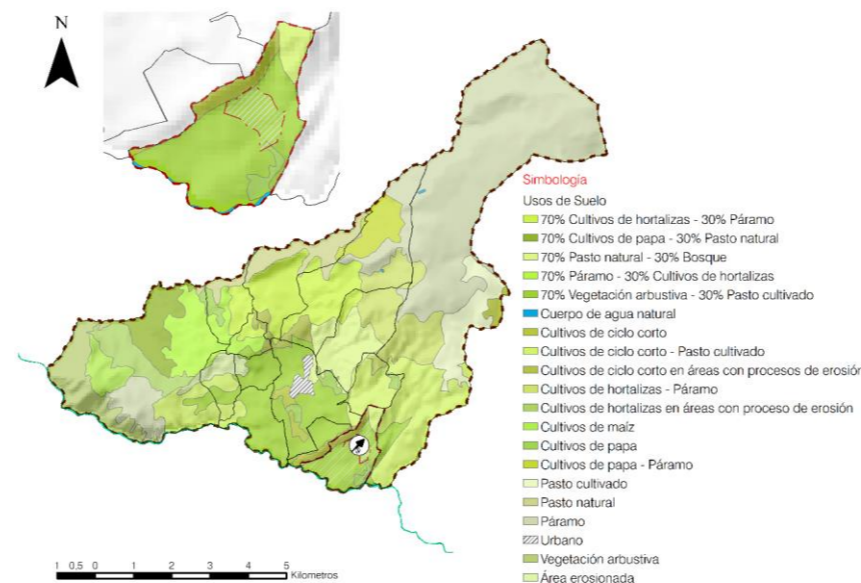 N
Simbología
Usos de Suelo
70% Cultivos de hortalizas - 30% Páramo
70% Cultivos de papa - 30% Pasto natural
70% Pasto natural - 30% Bosque
70% Páramo - 30% Cultivos de hortalizas
70% Vegetación arbustiva - 30% Pasto cultivado
Cuerpo de agua natural
Cultivos de ciclo corto
Cultivos de ciclo corto - Pasto cultivado
Cultivos de ciclo corto en áreas con procesos de erosión
Cultivos de hortalizas - Páramo
Cultivos de hortalizas en áreas con proceso de erosión
Cultivos de maíz
Cultivos de papa
Cultivos de papa - Páramo
Pasto cultivado
Pasto natural
Páramo
Urbano
Vegetación arbustiva
Área erosionada
1 0.5 0 1 2 3 4 5
Kilometros